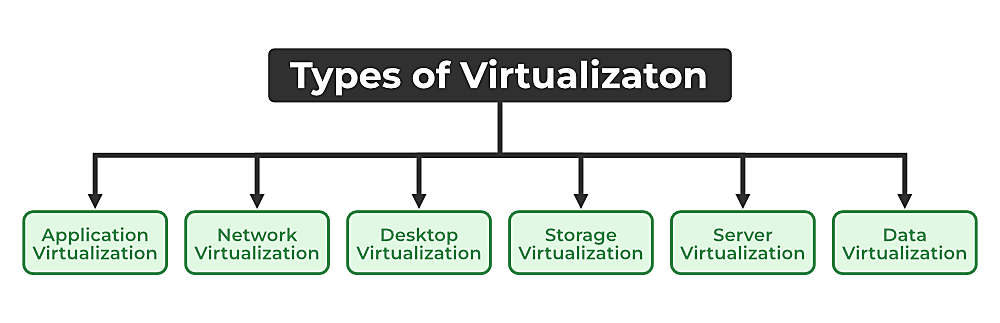 Types of Virtualizaton
Application
Virtualization
Network
Virtualization
Desktop
Virtualization
Storage
Virtualization
Server
Virtualization
Data
Virtualization